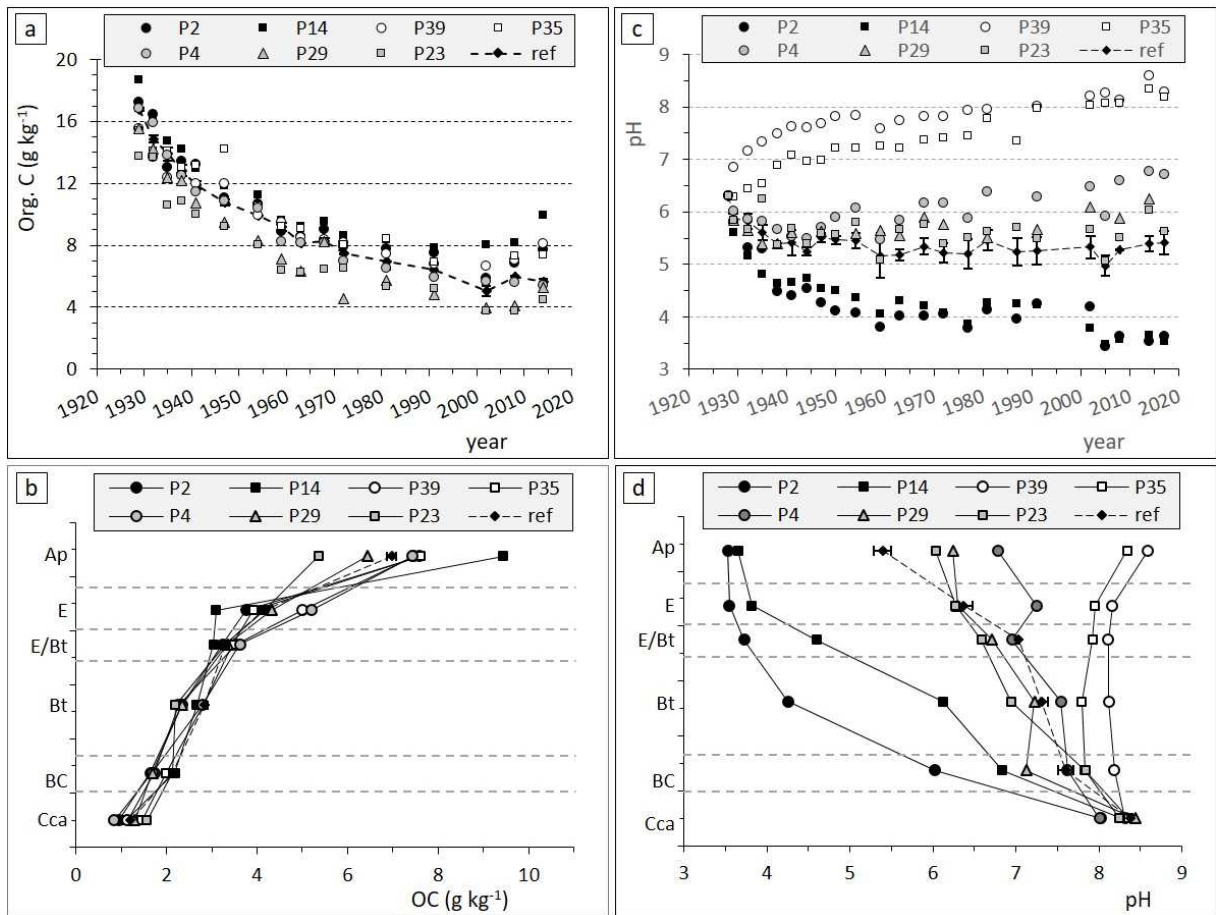 a
P2 P14 P39 P35
P4 P29 P23 ref
Org. C (g kg-1)
20
16
12
8
4
0
1920 1930 1940 1950 1960 1970 1980 1990 2000 2010 2020
year
c
P2 P14 P39 P35
P4 P29 P23 ref
pH
9
8
7
6
5
4
3
1920 1930 1940 1950 1960 1970 1980 1990 2000 2010 2020
year
b
P2 P14 P39 P35
P4 P29 P23 ref
Ap
E
E/Bt
Bt
BC
Cca
0 2 4 6 8 10
OC (g kg-1)
d
P2 P14 P39 P35
P4 P29 P23 ref
Ap
E
E/Bt
Bt
BC
Cca
3 4 5 6 7 8 9
pH